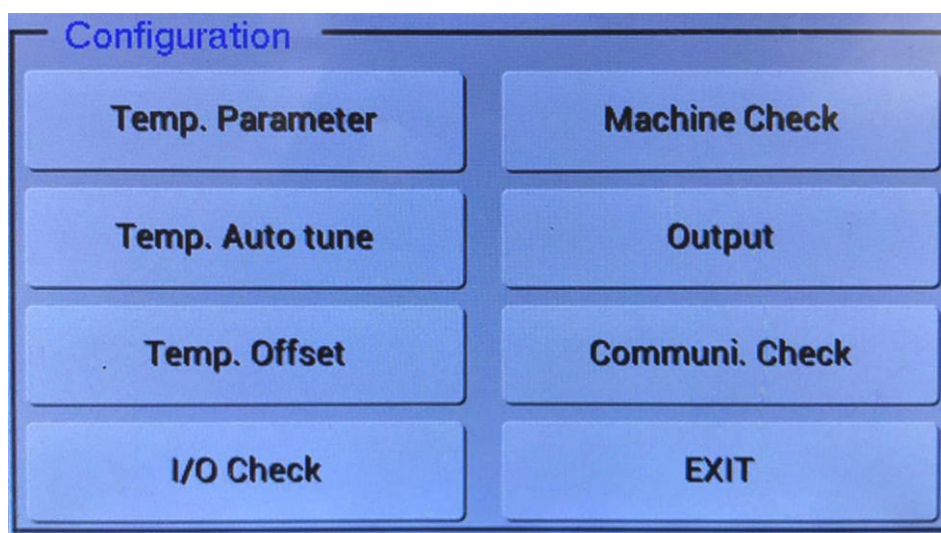 Configuration
Temp. Parameter
Machine Check
Temp. Auto tune
Output
Temp. Offset
Communi. Check
I/O Check
EXIT